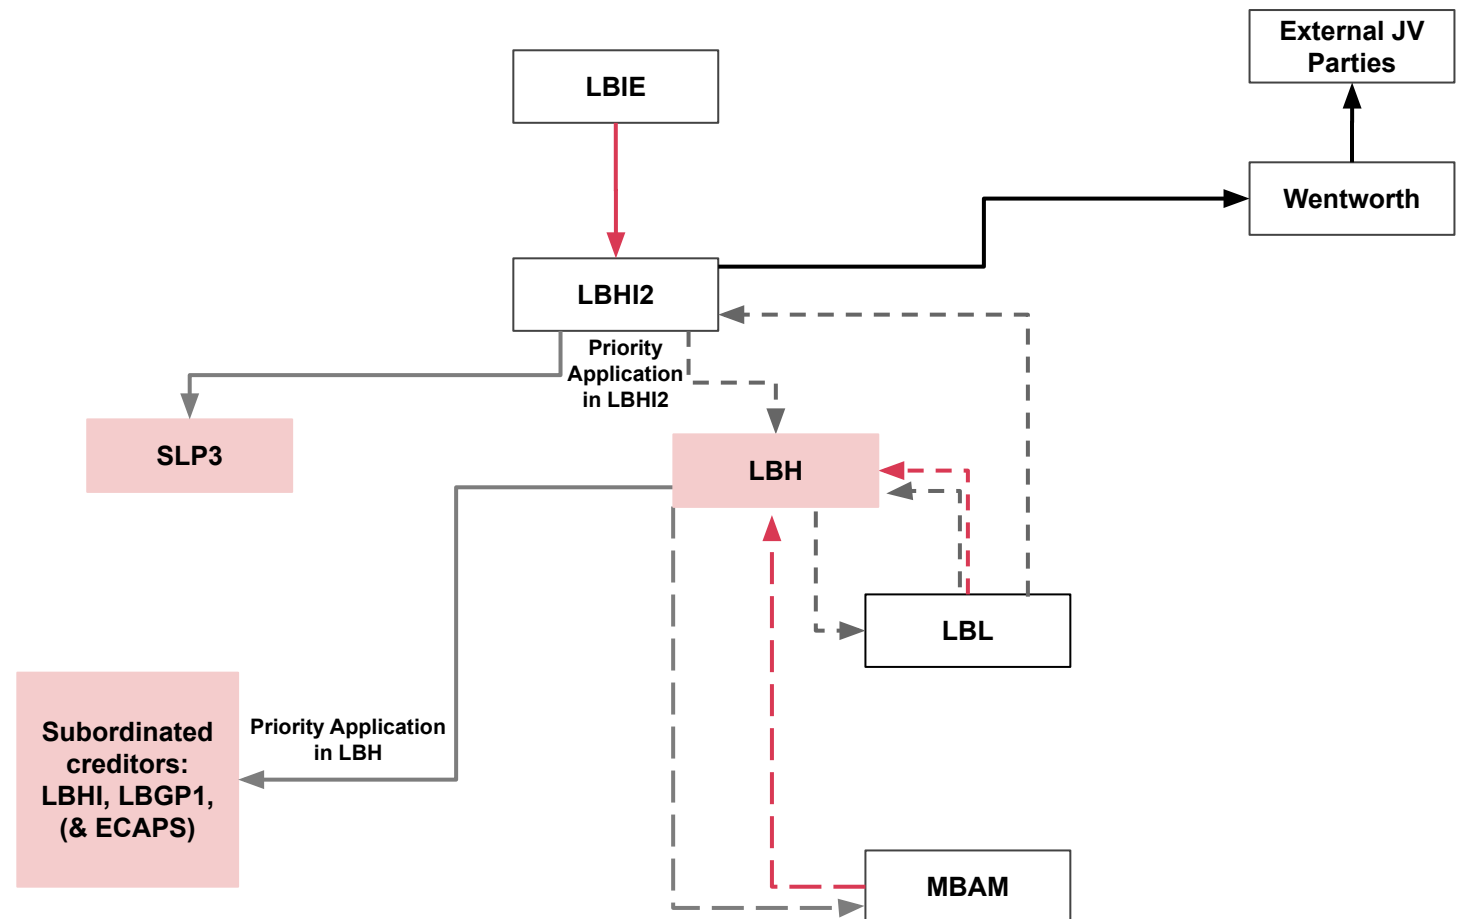 External JV
Parties
LBIE
Wentworth
LBHI2
Priority
Application
in LBHI2
SLP3
LBH
LBL
Subordinated
creditors:
LBHI, LBGP1,
(& ECAPS)
Priority Application
in LBH
MBAM